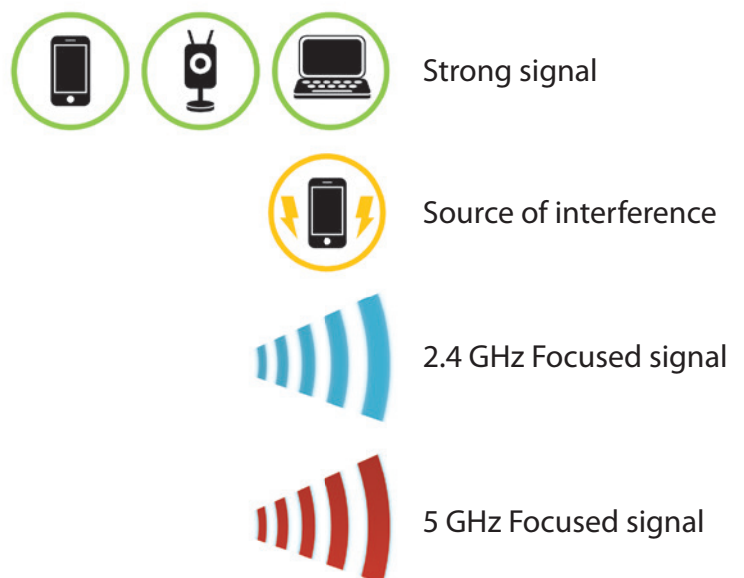 Strong signal
Source of interference
2.4 GHz Focused signal
5 GHz Focused signal